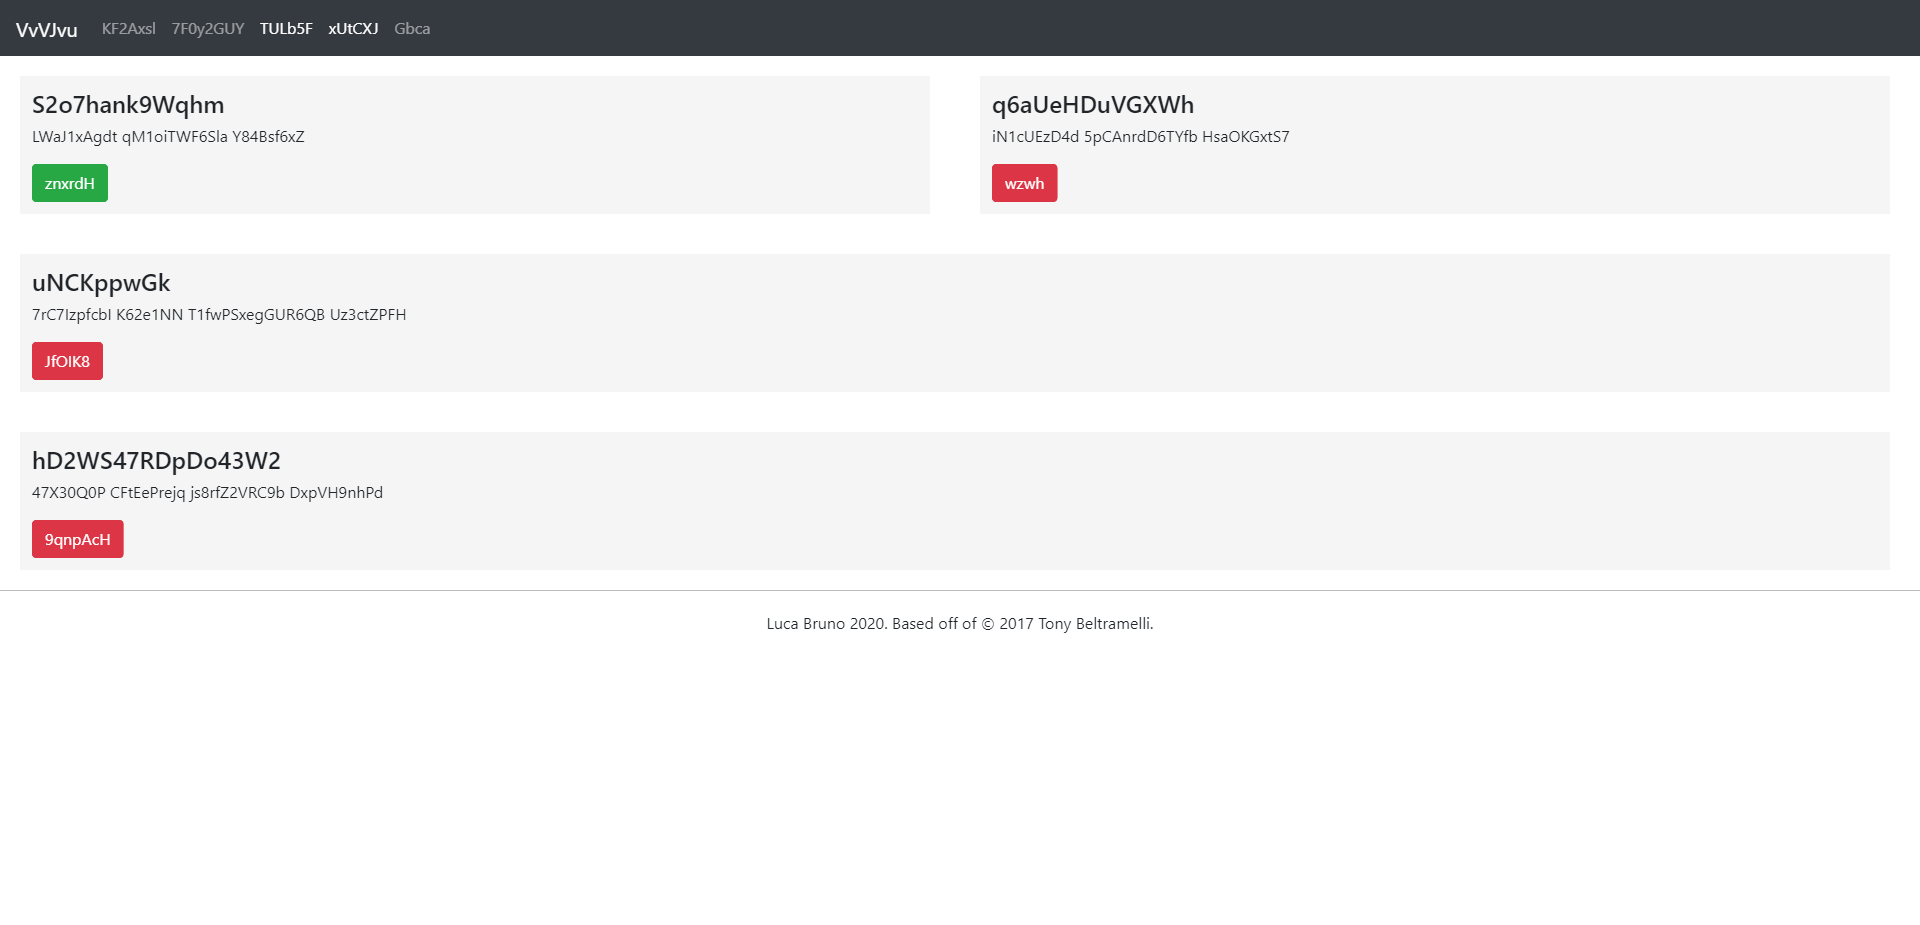 VvVJvu KF2Axsl 7F0y2GUY TULb5F xUtCXJ Gbca
S2o7hank9Wqhm
LWaJ1xAgdt qM1oiTWF6Sla Y84Bsf6xZ
znxrdH
q6aUeHDuVGXWh
iN1cUEzD4d 5pCAnrdD6TYfb HsaOKGxtS7
wzwh
uNCKppwGk
7rC7IzpfcbI K62e1NN T1fwPSxegGUR6QB Uz3ctZPFH
JfOIK8
hD2WS47RDpDo43W2
47X30Q0P CFtEePrejq js8rfZ2VRC9b DxpVH9nhPd
9qnpAcH
Luca Bruno 2020. Based off of © 2017 Tony Beltramelli.